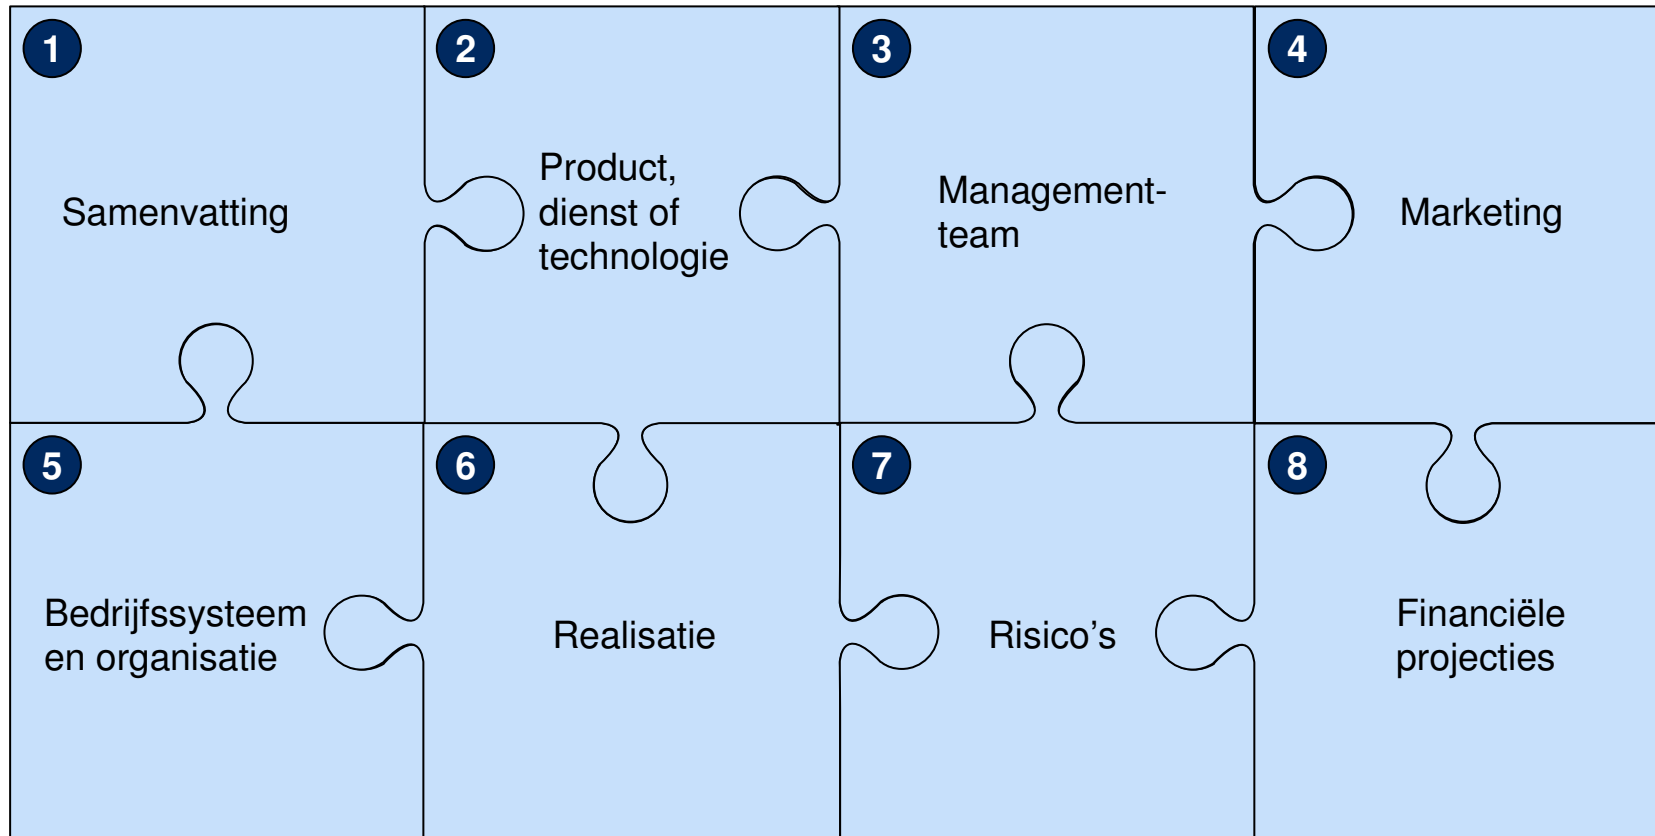 1
Samenvatting
2
Product,
dienst of
technologie
3
Management-
team
4
Marketing
5
Bedrijfssysteem
en organisatie
6
Realisatie
7
Risico’s
8
Financiële
projecties